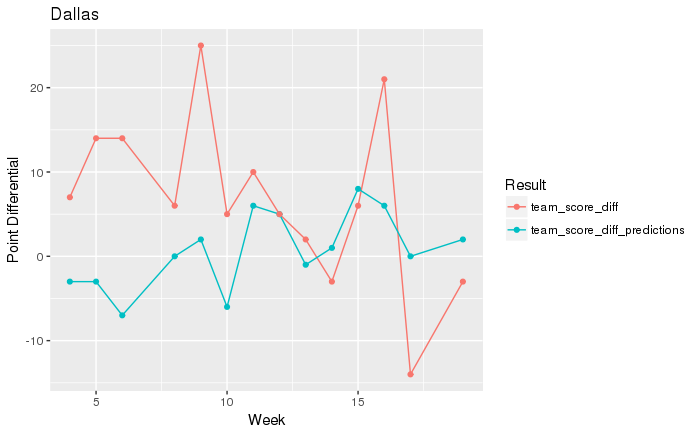 Dallas
Point Differential
20
10
0
-10
5
10
15
Week
Result
team_score_diff
team_score_diff_predictions